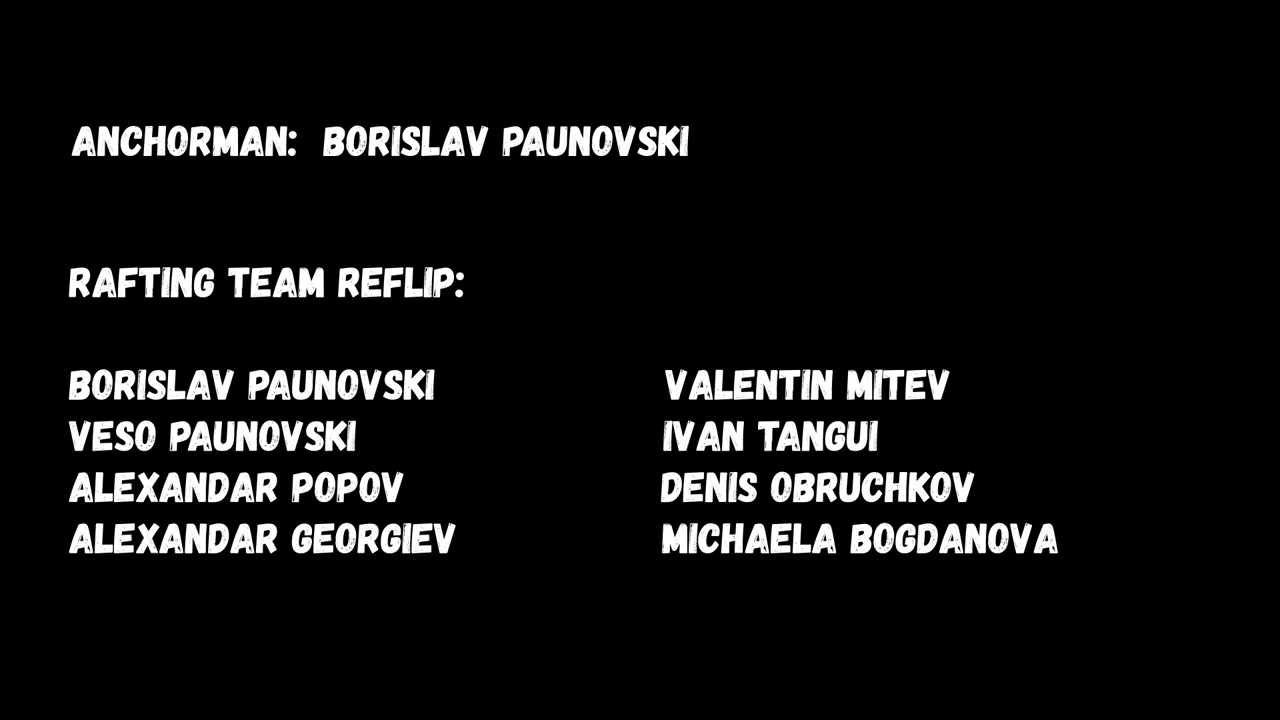 ANCHORMAN: BORISLAV PAUNOVSKI
RAFTING TEAM REFLIP:
BORISLAV PAUNOVSKI
VESO PAUNOVSKI
ALEXANDAR POPOV
ALEXANDAR GEORGIEV
VALENTIN MITEV
IVAN TANGUI
DENIS OBRUCHKOV
MICHAELA BOGDANOVA